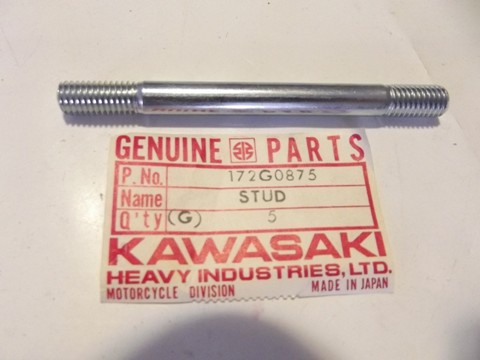 GENUINE PARTS
P.No. 172G0875
Name STUD
Q'ty (G) 5
KAWASAKI
HEAVY INDUSTRIES, LTD.
MOTORCYCLE DIVISION MADE IN JAPAN